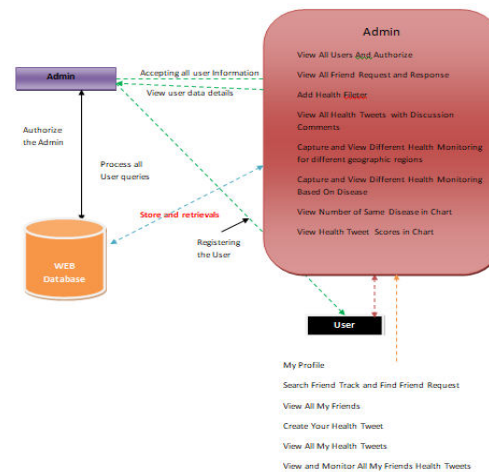 Admin
Admin
View All Users And Authorize
View All Friend Request and Response
Add Health Fileter
View All Health Tweets with Discussion
Comments
Capture and View Different Health Monitoring
for different geographic regions
Capture and View Different Health Monitoring
Based On Disease
View Number of Same Disease in Chart
View Health Tweet Scores in Chart
Accepting all user Information
View user data details
Authorize
the Admin
Process all
User queries
Store and retrievals
Registering
the User
WEB
Database
User
My Profile
Search Friend Track and Find Friend Request
View All My Friends
Create Your Health Tweet
View All My Health Tweets
View and Monitor All My Friends Health Tweets